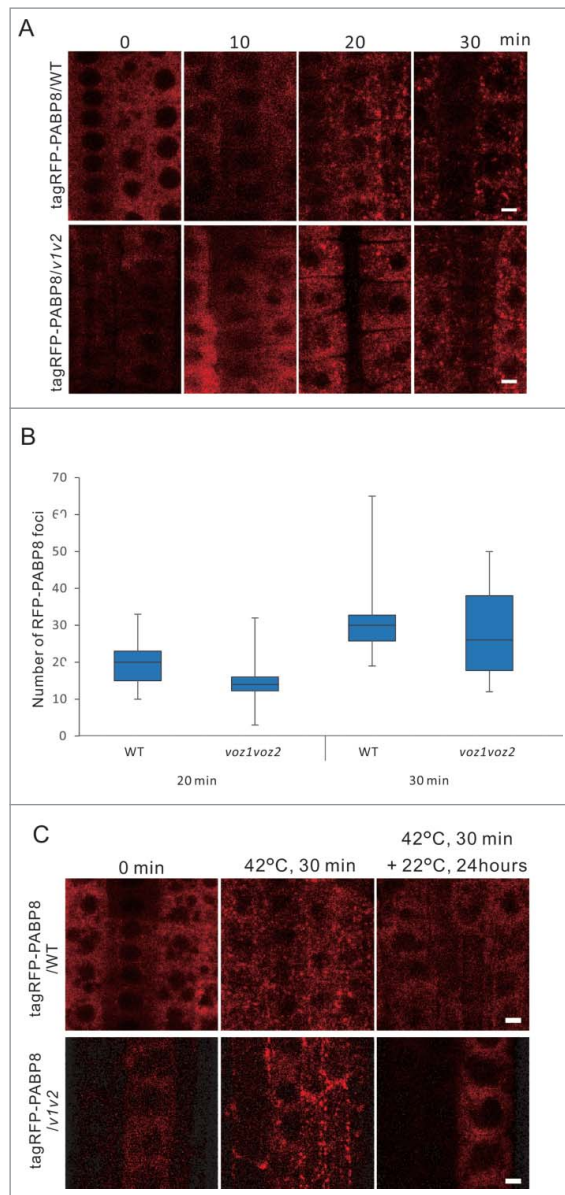 A
0 10 20 30 min
tagRFP-PABP8/WT
tagRFP-PABP8/v1v2
B
Number of RFP-PABP8 foci
70
60
50
40
30
20
10
0
WT voz1voz2 WT voz1voz2
20 min 30 min
C
42°C, 30 min
0 min 42°C, 30 min + 22°C, 24hours
tagRFP-PABP8
/WT
tagRFP-PABP8
/v1v2